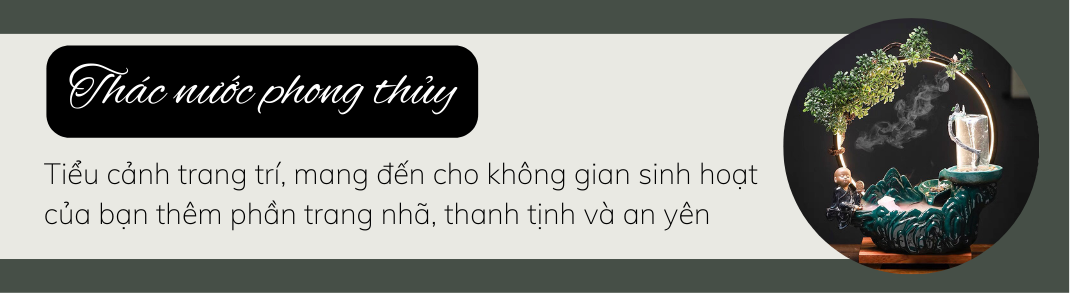 Thác nước phong thủy
Tiểu cảnh trang trí, mang đến cho không gian sinh hoạt
của bạn thêm phần trang nhã, thanh tịnh và an yên